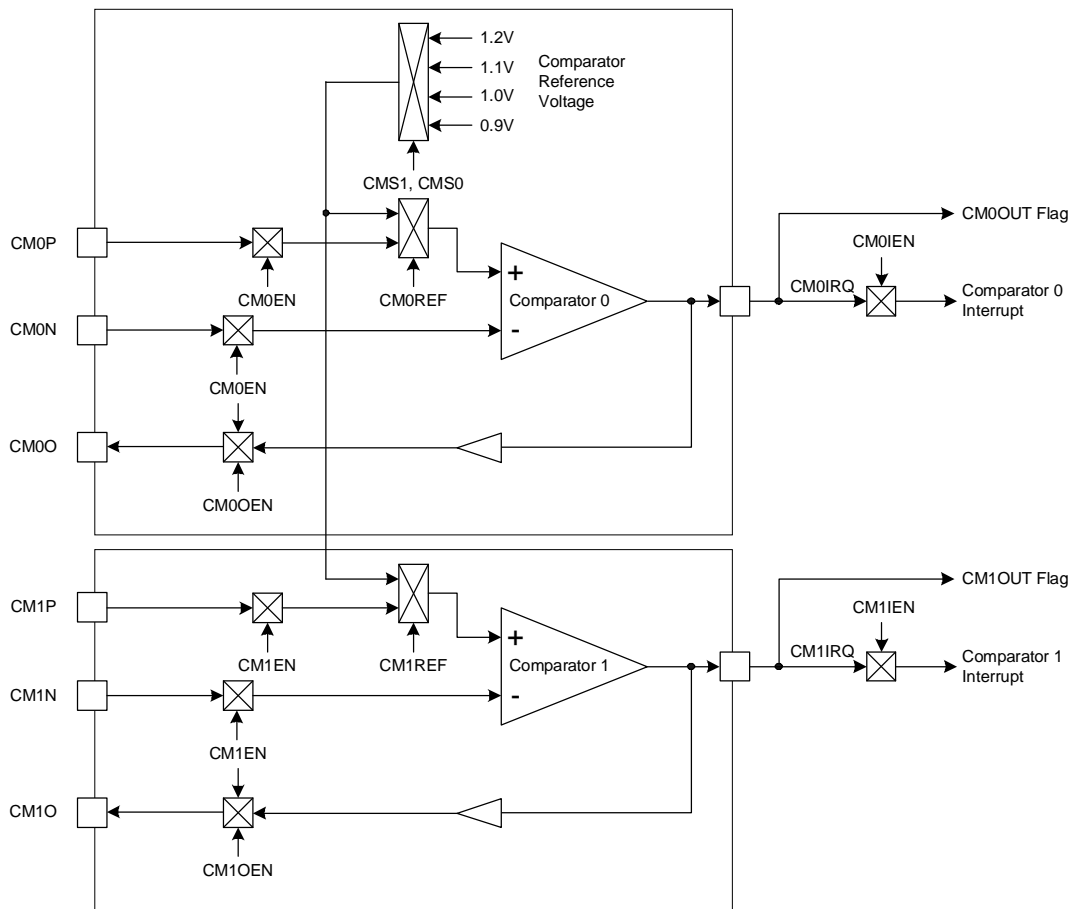 1.2V
1.1V
1.0V
0.9V
Comparator
Reference
Voltage
CMS1, CMS0
CM0P
CM0EN
CM0REF
+
Comparator 0
-
CM0N
CM0EN
CM0O
CM0OEN
CM0OUT Flag
CM0IEN
CM0IRQ
Comparator 0
Interrupt
CM1P
CM1EN
CM1REF
+
Comparator 1
-
CM1N
CM1EN
CM1O
CM1OEN
CM1OUT Flag
CM1IEN
CM1IRQ
Comparator 1
Interrupt